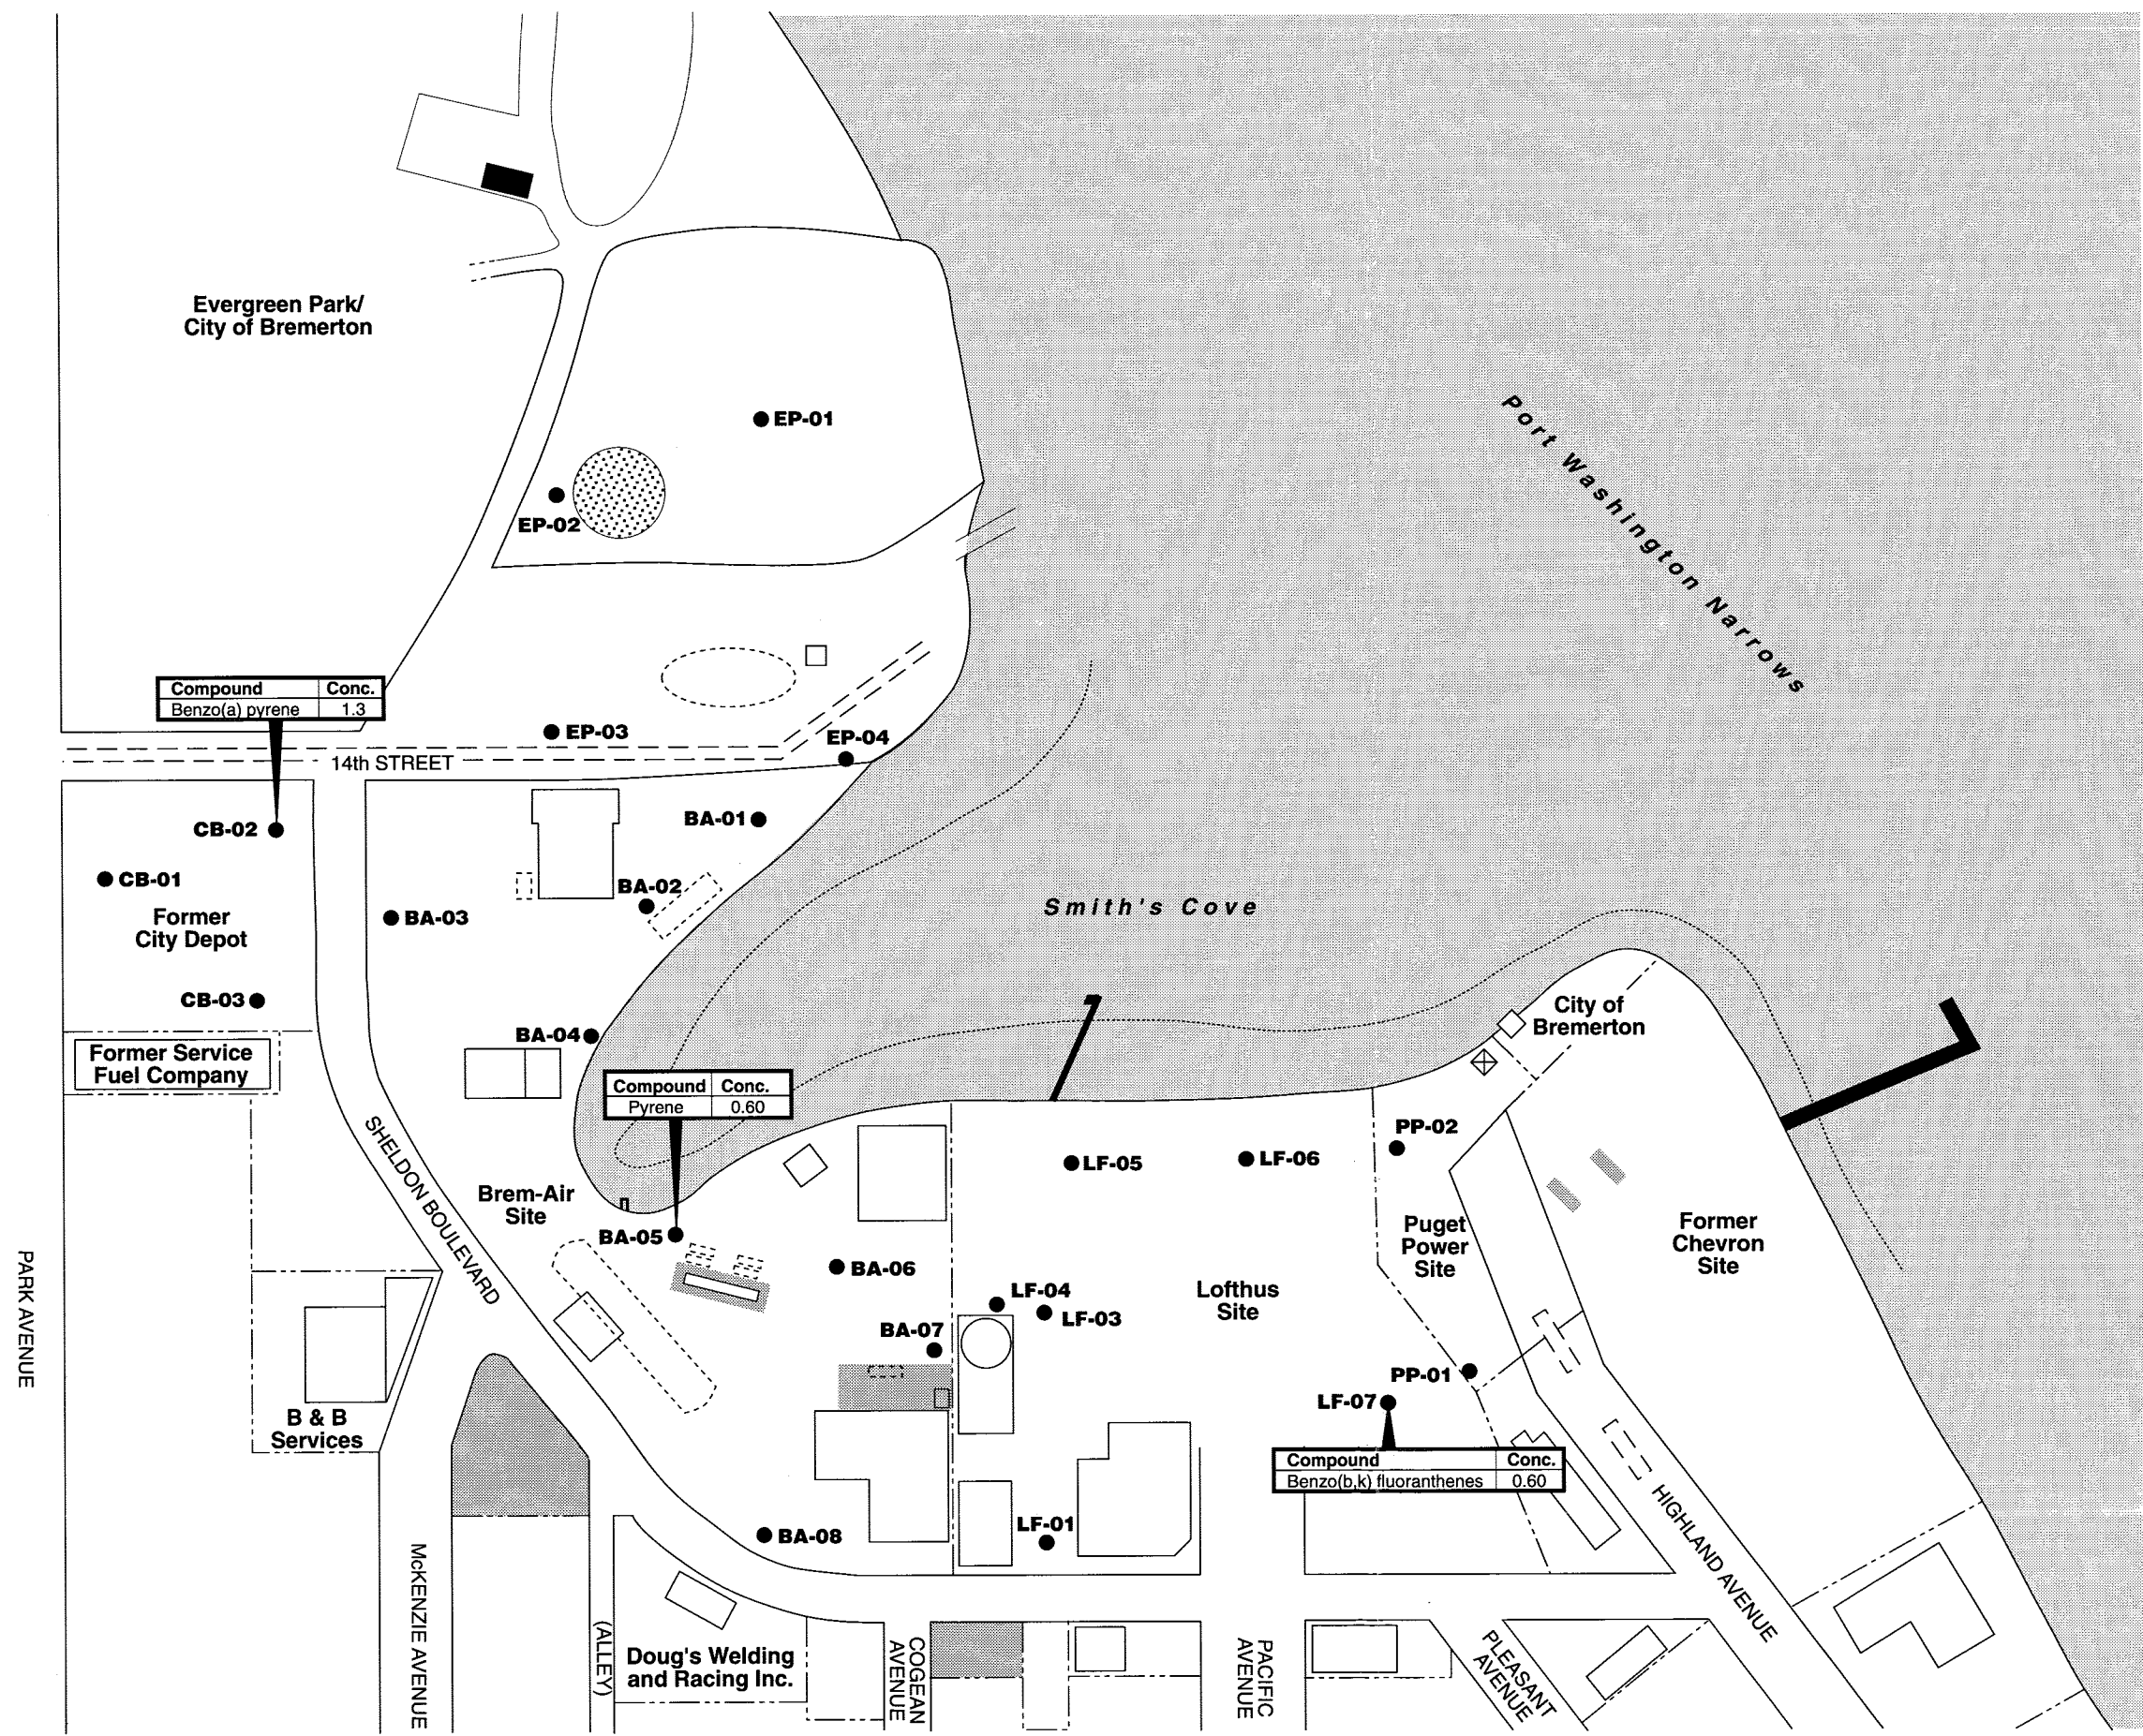 Evergreen Park/
City of Bremerton
EP-01
EP-02
Port Washington Narrows
Compound Conc.
Benzo(a) pyrene 1.3
EP-03
EP-04
14th STREET
BA-01
CB-02
CB-01
BA-02
BA-03
Former
City Depot
Smith's Cove
CB-03
City of
Bremerton
BA-04
Former Service
Fuel Company
Compound Conc.
Pyrene 0.60
SHELDON BOULEVARD
PP-02
LF-05
LF-06
Brem-Air
Site
BA-05
Puget
Power
Site
Former
Chevron
Site
BA-06
PARK AVENUE
LF-04
LF-03
Lofthus
Site
BA-07
PP-01
LF-07
B & B
Services
Compound Conc.
Benzo(b,k) fluoranthenes 0.60
HIGHLAND AVENUE
LF-01
BA-08
McKENZIE AVENUE
(ALLEY)
Doug's Welding
and Racing Inc.
COGEAN
AVENUE
PACIFIC
AVENUE
PLEASANT
AVENUE